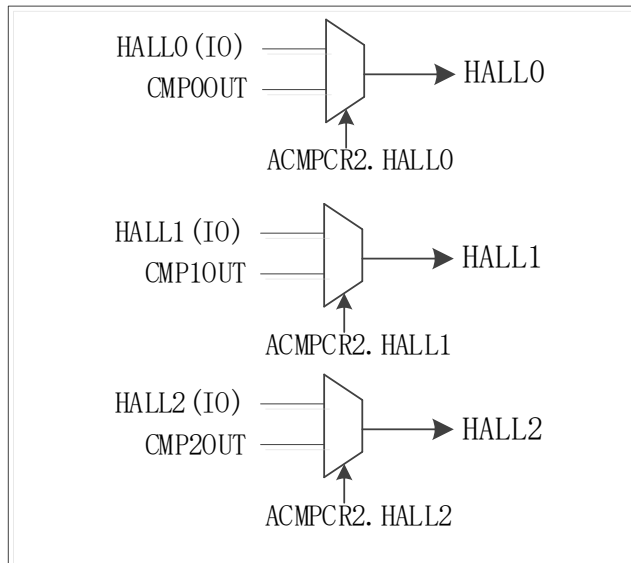 HALL0(IO)
HALL0
CMP0OUT
ACMPCR2.HALL0
HALL1(IO)
HALL1
CMP1OUT
ACMPCR2.HALL1
HALL2(IO)
HALL2
CMP2OUT
ACMPCR2.HALL2